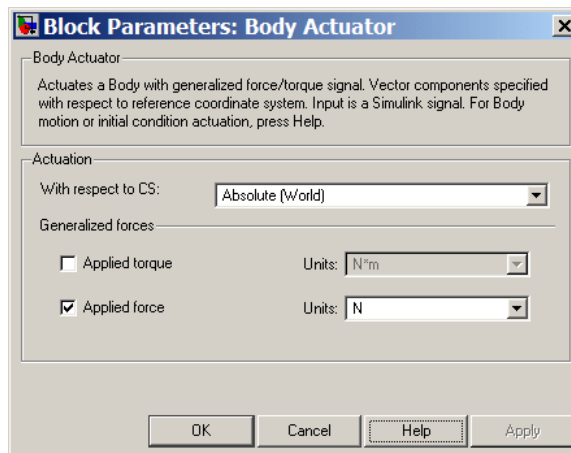 Block Parameters: Body Actuator
Body Actuator
Actuates a Body with generalized force/torque signal. Vector components specified
with respect to reference coordinate system. Input is a Simulink signal. For Body
motion or initial condition actuation, press Help.
Actuation
With respect to CS: Absolute (World)
Generalized forces
Applied torque Units: N*m
Applied force Units: N
OK Cancel Help Apply